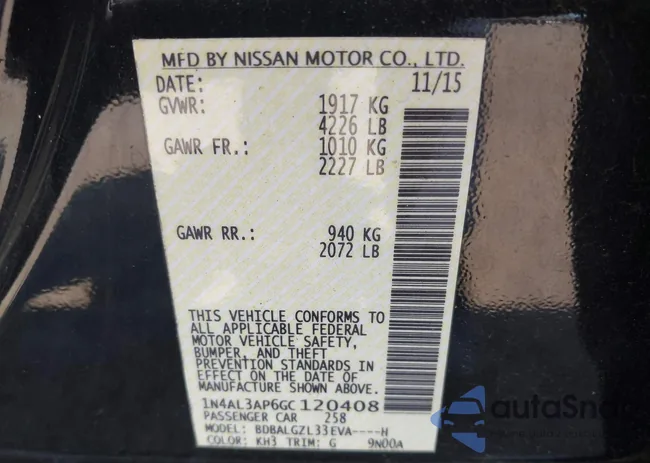 MFD BY NISSAN MOTOR CO., LTD.
DATE: 11/15
GVWR: 1917 KG
4226 LB
GAWR FR.: 1010 KG
2227 LB
GAWR RR.: 940 KG
2072 LB
THIS VEHICLE CONFORMS TO
ALL APPLICABLE FEDERAL
MOTOR VEHICLE SAFETY,
BUMPER, AND THEFT
PREVENTION STANDARDS IN
EFFECT ON THE DATE OF
MANUFACTURE SHOWN ABOVE.
1N4AL3AP6GC120408
PASSENGER CAR 258
MODEL: BDBALGZL33EVA----H
COLOR: KH3 TRIM: G 9N00A